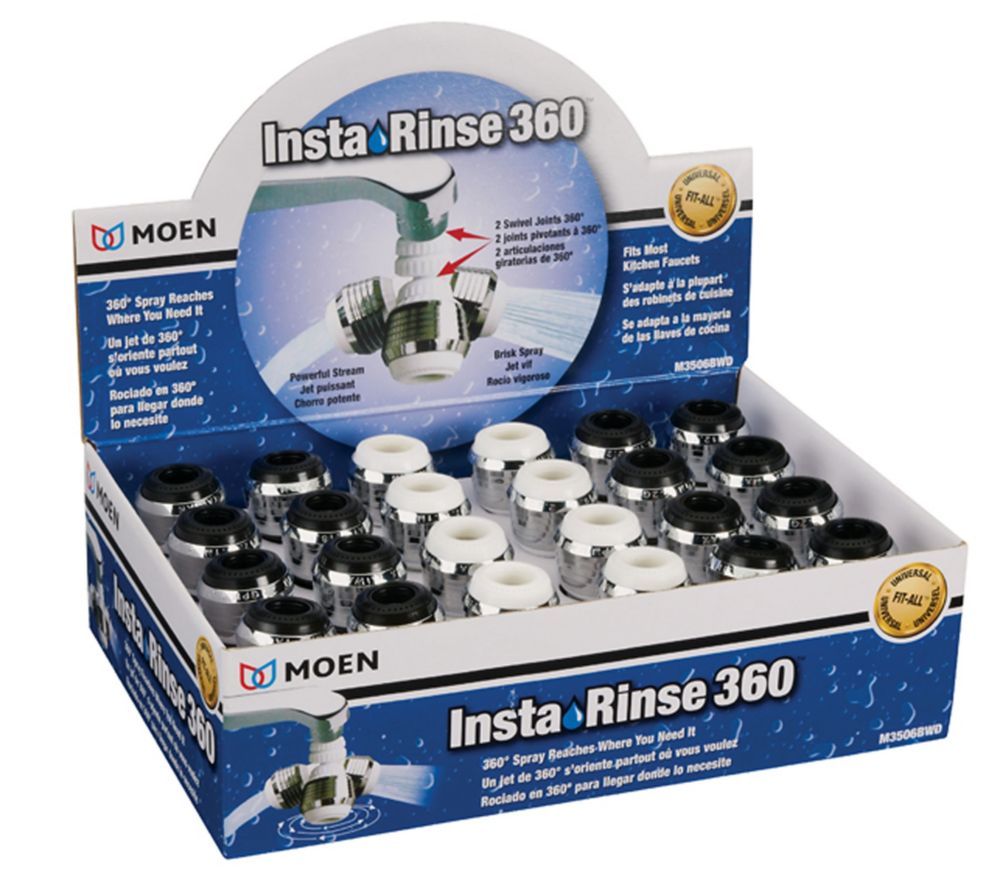 Insta Rinse 360™
MOEN
360° Spray Reaches
Where You Need It
Un jet de 360°
s'oriente partout
où vous voulez
Rociado en 360°
para llegar donde
lo necesite
2 Swivel Joints 360°
2 joints pivotants à 360°
2 articulaciones
giratorias de 360°
Powerful Stream
Jet puissant
Chorro potente
Brisk Spray
Jet vif
Rocío vigoroso
UNIVERSAL
FIT-ALL
UNIVERSAL
UNIVERSEL
Fits Most
Kitchen Faucets
S'adapte à la plupart
des robinets de cuisine
Se adapta a la mayoría
de las llaves de cocina
M3506BWD
MOEN
Insta Rinse 360
MOEN
Insta Rinse 360™
360° Spray Reaches Where You Need It
Un jet de 360° s'oriente partout où vous voulez
Rociado en 360° para llegar donde lo necesite
UNIVERSAL
FIT-ALL
UNIVERSAL
UNIVERSEL
M3506BWD